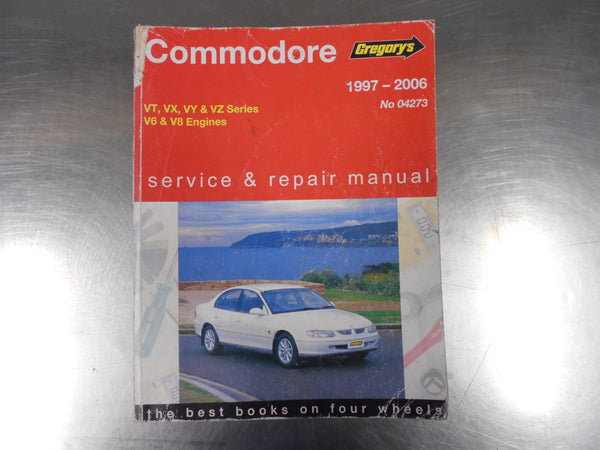 Commodore
Gregory's
1997 – 2006
No 04273
VT, VX, VY & VZ Series
V6 & V8 Engines
service & repair manual
the best books on four wheels